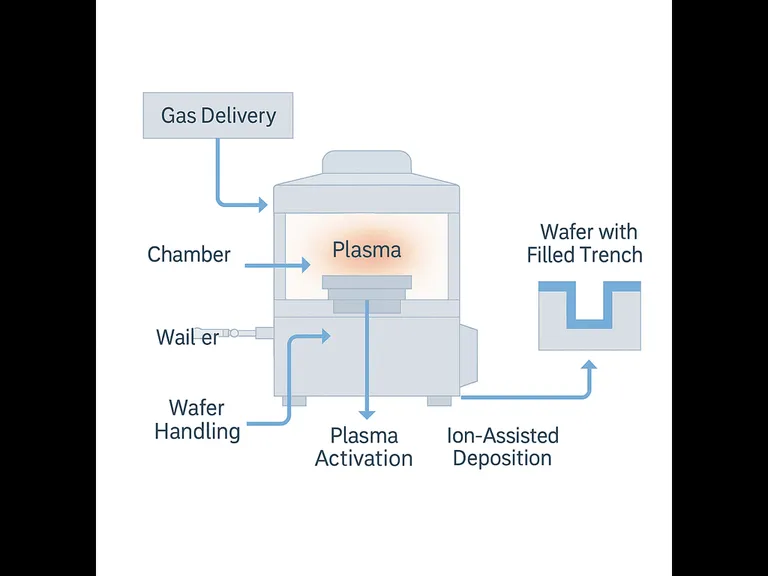 Gas Delivery
Chamber
Plasma
Wafer with
Filled Trench
Wail er
Wafer
Handling
Plasma
Activation
Ion-Assisted
Deposition